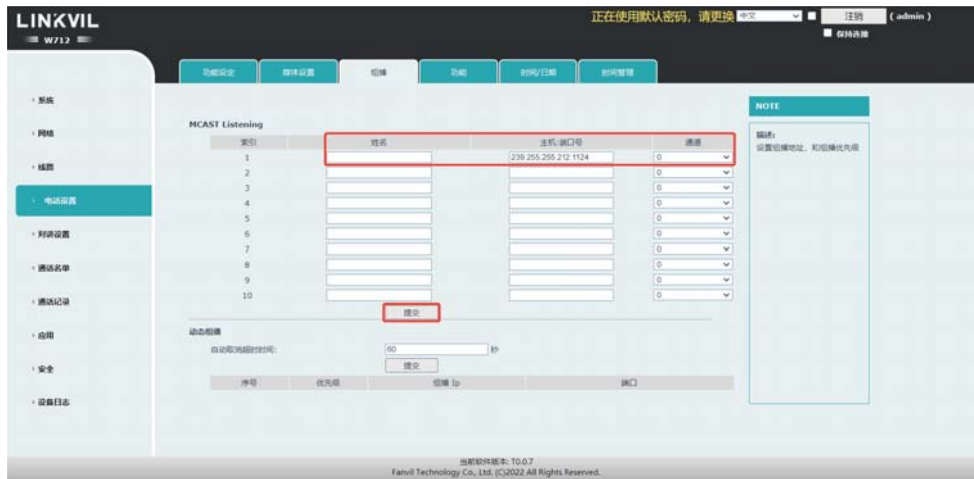 LINKVIL
W712
正在使用默认密码，请更换
中文
注销
( admin )
保持连接
功能设定
媒体设置
组播
功能
时间/日期
时间管理
系统
网络
线路
电话设置
对讲设置
通话名单
通话记录
应用
安全
设备日志
MCAST Listening
索引 姓名 主机:端口号 通道
1 239.255.255.212:1124 0
2 0
3 0
4 0
5 0
6 0
7 0
8 0
9 0
10 0
提交
动态组播
自动取消超时时间: 60 秒
提交
序号 优先级 组播 Ip 端口
NOTE
描述:
设置组播地址，和组播优先级
当前软件版本: T0.0.7
Fanvil Technology Co., Ltd. (C)2022 All Rights Reserved.